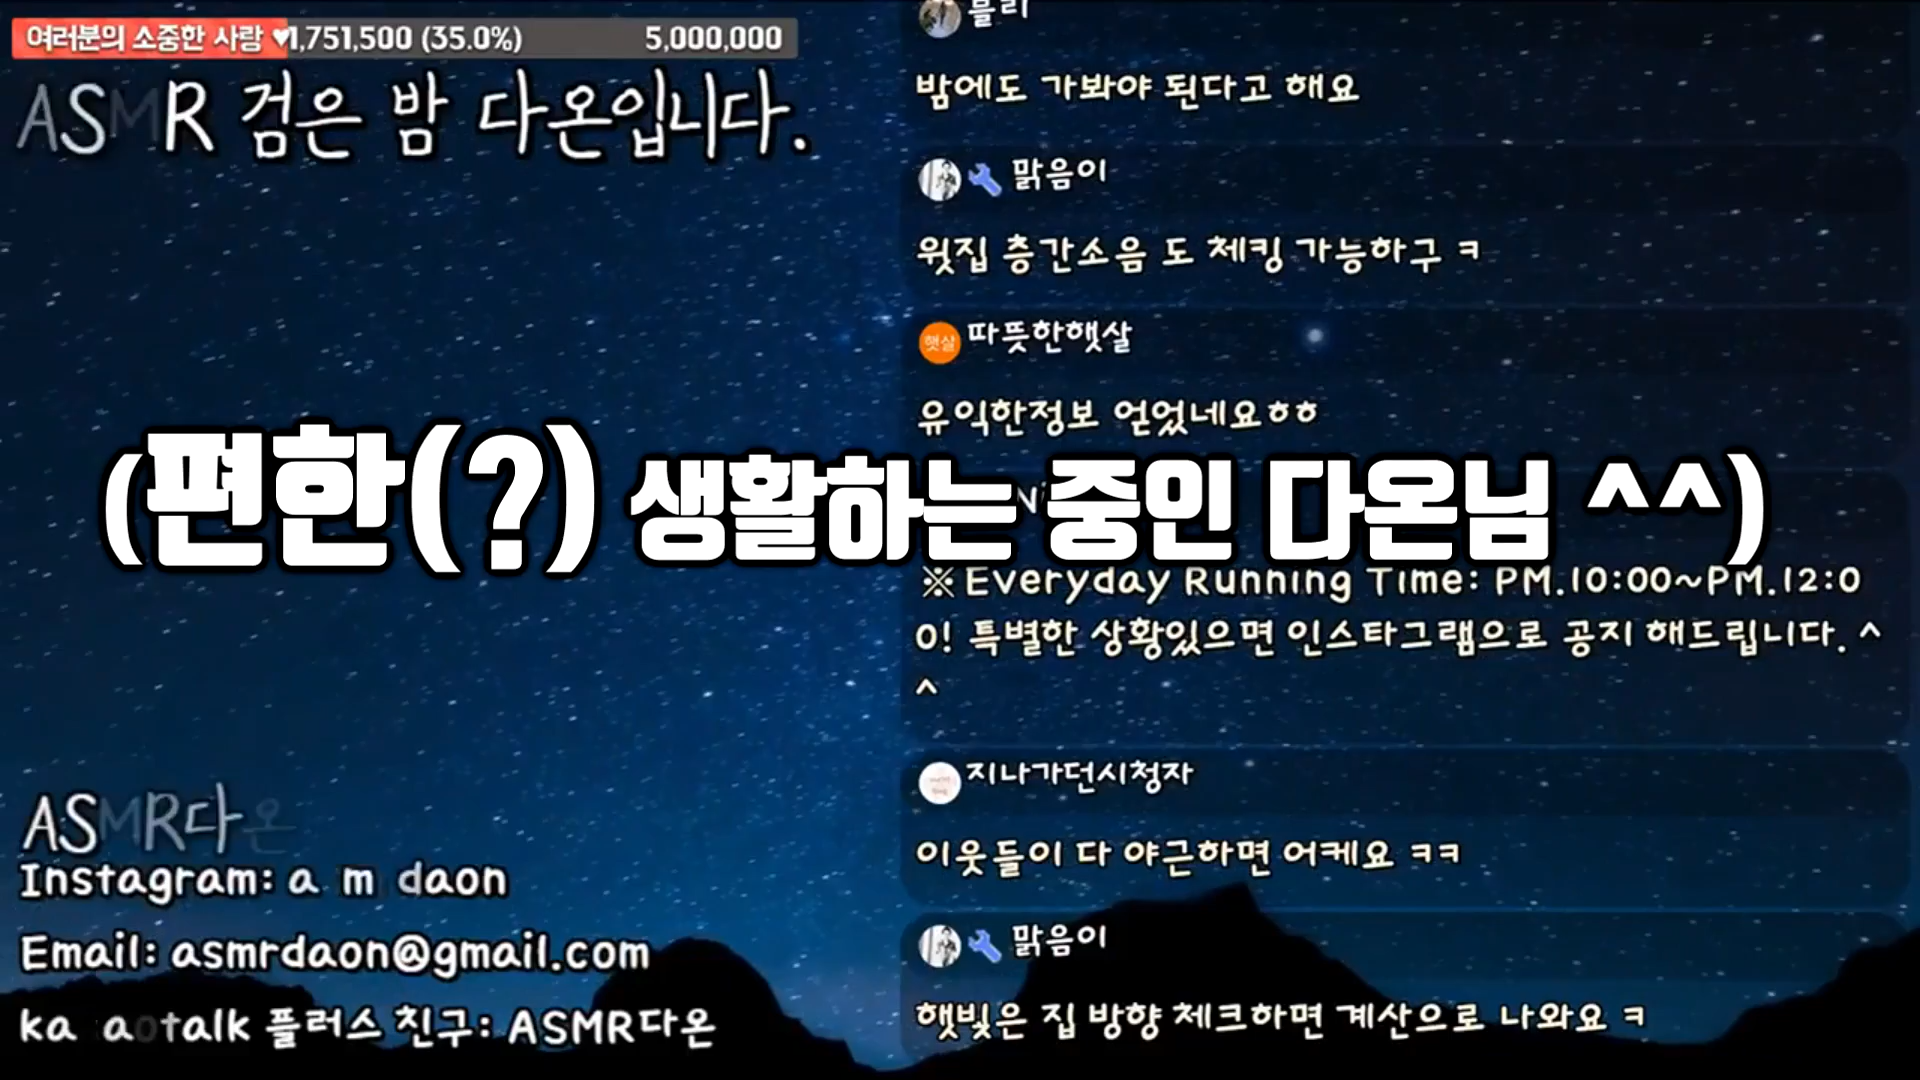 여러분의 소중한 사랑 ♥1,751,500 (35.0%) 5,000,000
ASMR 검은 밤 다온입니다.
밤에도 가봐야 된다고 해요
맑음이
윗집 층간소음 도 체킹 가능하구 ㅋ
햇살 따뜻한햇살
유익한정보 얻었네요ㅎㅎ
(편한(?) 생활하는 중인 다온님 ^^)
※Everyday Running Time: PM.10:00~PM.12:0
0! 특별한 상황있으면 인스타그램으로 공지 해드립니다. ^
^
지나가던시청자
이웃들이 다 야근하면 어케요 ㅋㅋ
맑음이
햇빛은 집 방향 체크하면 계산으로 나와요 ㅋ
ASMR다온
Instagram: a m daon
Email: asmrdaon@gmail.com
ka aotalk 플러스 친구: ASMR다온